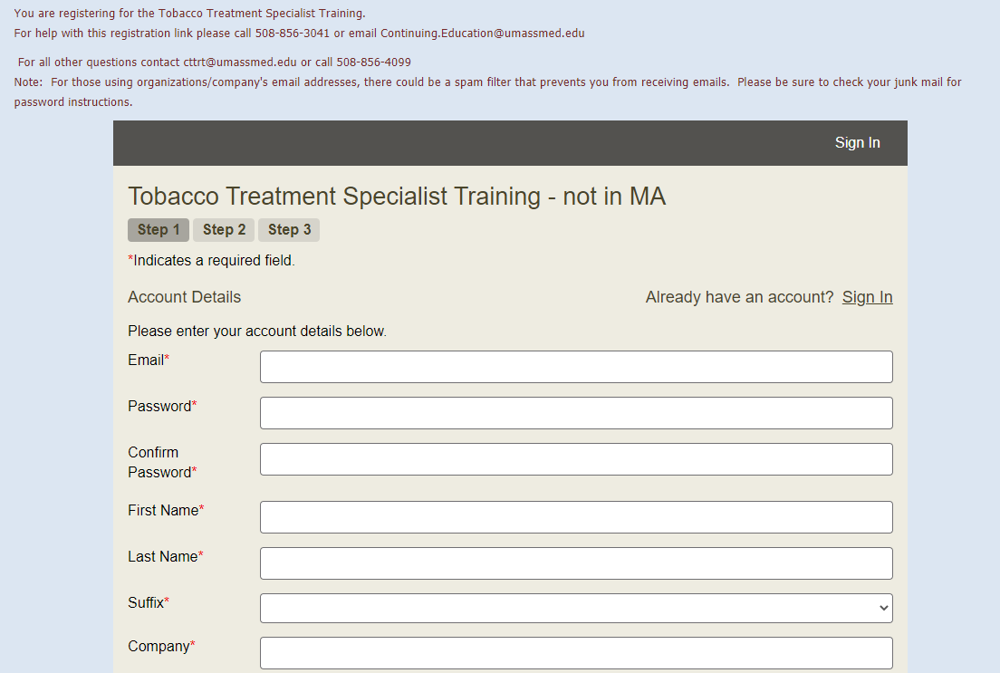 You are registering for the Tobacco Treatment Specialist Training.
For help with this registration link please call 508-856-3041 or email Continuing.Education@umassmed.edu
For all other questions contact cttrt@umassmed.edu or call 508-856-4099
Note:  For those using organizations/company's email addresses, there could be a spam filter that prevents you from receiving emails.  Please be sure to check your junk mail for
password instructions.
Sign In
Tobacco Treatment Specialist Training - not in MA
Step 1 Step 2 Step 3
*Indicates a required field.
Account Details Already have an account? Sign In
Please enter your account details below.
Email*
Password*
Confirm
Password*
First Name*
Last Name*
Suffix*
Company*